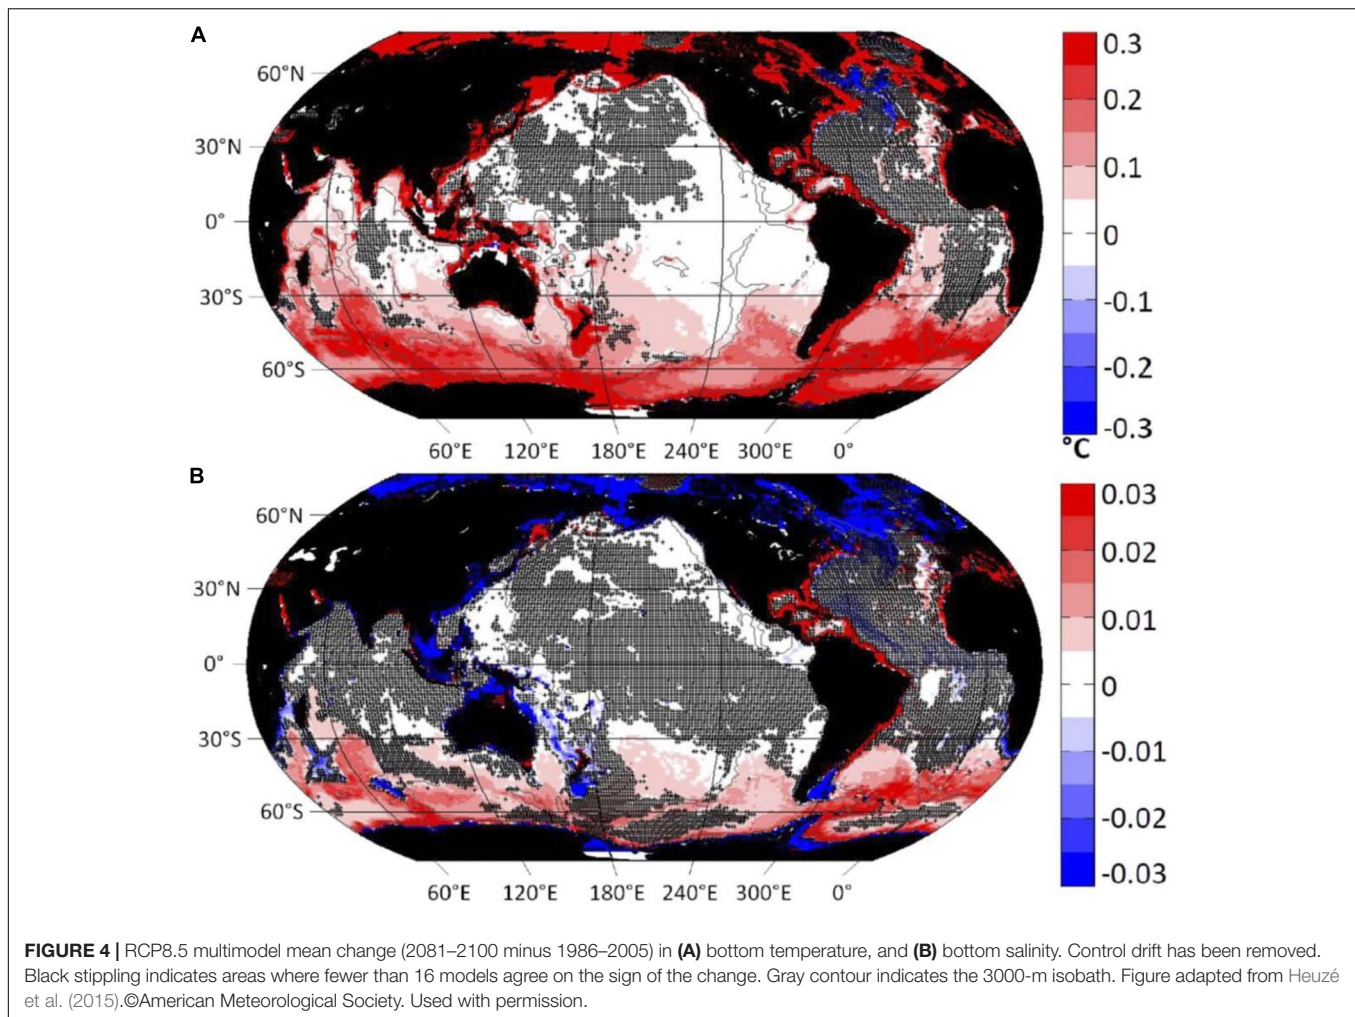 A
60°N
30°N
0°
30°S
60°S
60°E 120°E 180°E 240°E 300°E 0°
0.3
0.2
0.1
0
-0.1
-0.2
-0.3
°C
B
60°N
30°N
0°
30°S
60°S
60°E 120°E 180°E 240°E 300°E 0°
0.03
0.02
0.01
0
-0.01
-0.02
-0.03
FIGURE 4 | RCP8.5 multimodel mean change (2081–2100 minus 1986–2005) in (A) bottom temperature, and (B) bottom salinity. Control drift has been removed.
Black stippling indicates areas where fewer than 16 models agree on the sign of the change. Gray contour indicates the 3000-m isobath. Figure adapted from Heuzé
et al. (2015).©American Meteorological Society. Used with permission.